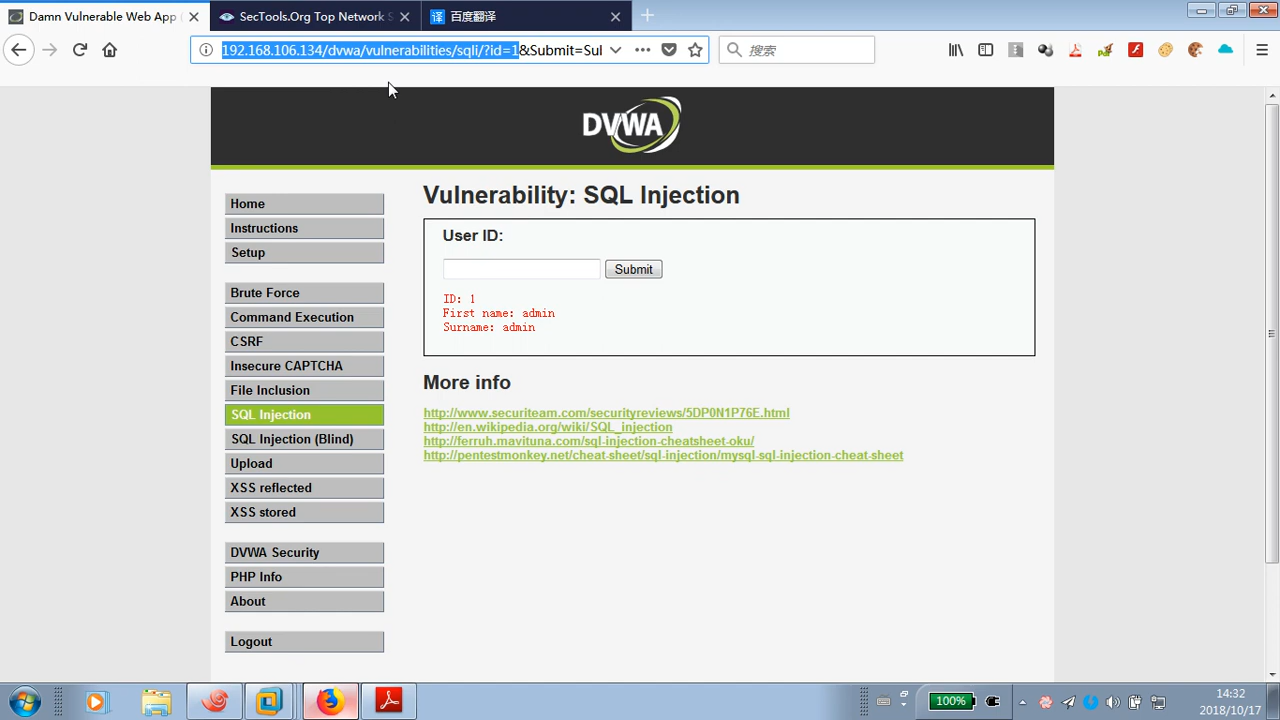 Damn Vulnerable Web App (
SecTools.Org Top Network S
译 百度翻译
192.168.106.134/dvwa/vulnerabilities/sqli/?id=1&Submit=Sul
搜索
DVWA
Home
Instructions
Setup
Brute Force
Command Execution
CSRF
Insecure CAPTCHA
File Inclusion
SQL Injection
SQL Injection (Blind)
Upload
XSS reflected
XSS stored
DVWA Security
PHP Info
About
Logout
Vulnerability: SQL Injection
User ID:
Submit
ID: 1
First name: admin
Surname: admin
More info
http://www.securiteam.com/securityreviews/5DP0N1P76E.html
http://en.wikipedia.org/wiki/SQL_injection
http://ferruh.mavituna.com/sql-injection-cheatsheet-oku/
http://pentestmonkey.net/cheat-sheet/sql-injection/mysql-sql-injection-cheat-sheet
100%
14:32
2018/10/17